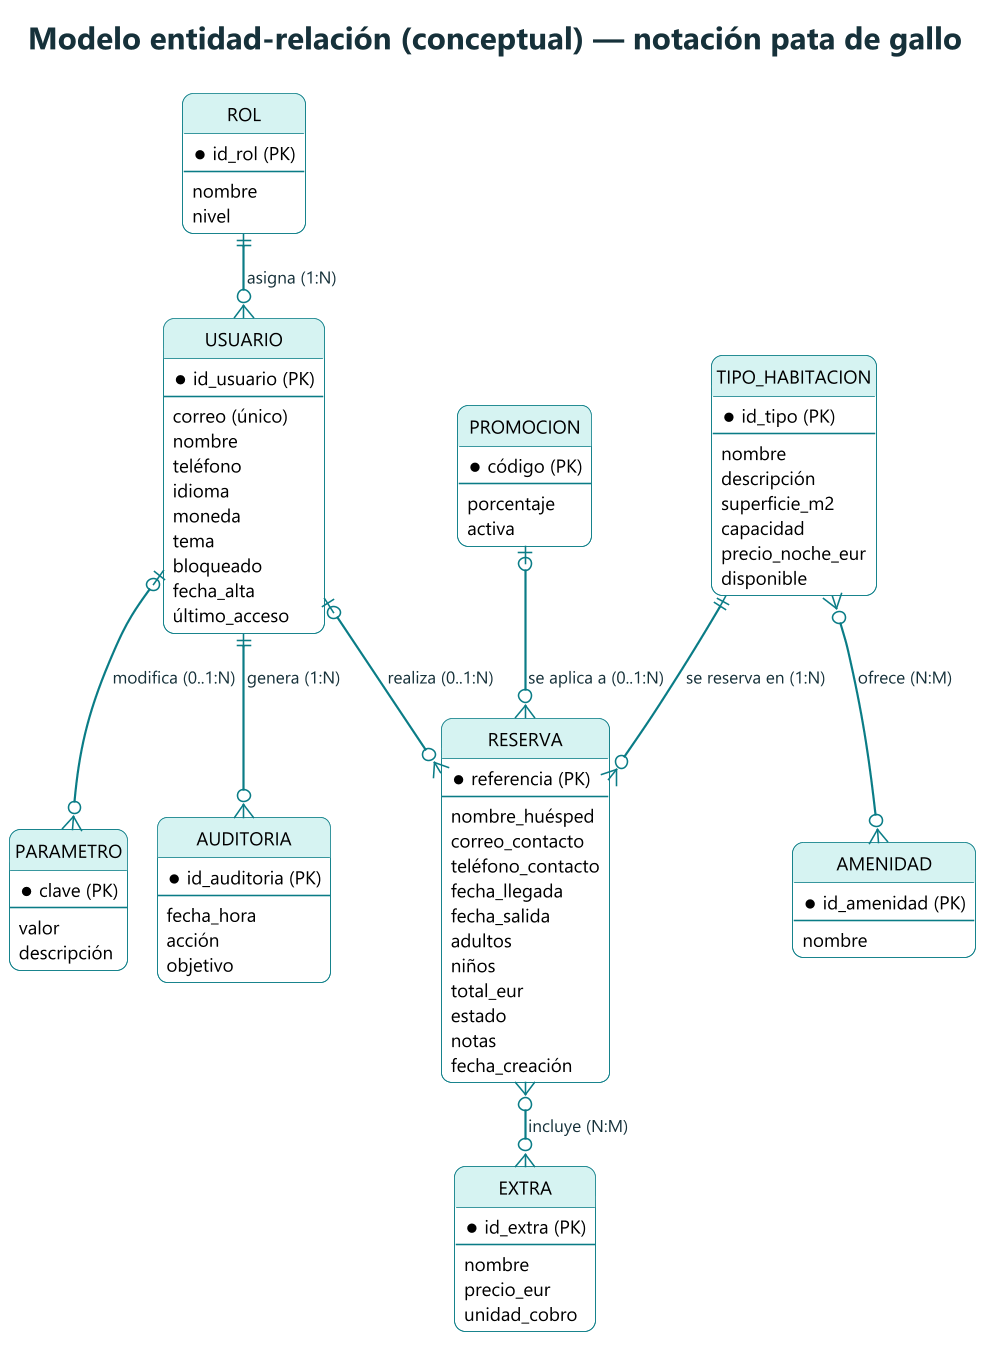 Modelo entidad-relación (conceptual) — notación pata de gallo
ROL
id_rol (PK)
nombre
nivel
asigna (1:N)
USUARIO
id_usuario (PK)
correo (único)
nombre
teléfono
idioma
moneda
tema
bloqueado
fecha_alta
último_acceso
PROMOCION
código (PK)
porcentaje
activa
TIPO_HABITACION
id_tipo (PK)
nombre
descripción
superficie_m2
capacidad
precio_noche_eur
disponible
modifica (0..1:N)
genera (1:N)
realiza (0..1:N)
se aplica a (0..1:N)
se reserva en (1:N)
ofrece (N:M)
PARAMETRO
clave (PK)
valor
descripción
AUDITORIA
id_auditoria (PK)
fecha_hora
acción
objetivo
RESERVA
referencia (PK)
nombre_huésped
correo_contacto
teléfono_contacto
fecha_llegada
fecha_salida
adultos
niños
total_eur
estado
notas
fecha_creación
AMENIDAD
id_amenidad (PK)
nombre
incluye (N:M)
EXTRA
id_extra (PK)
nombre
precio_eur
unidad_cobro